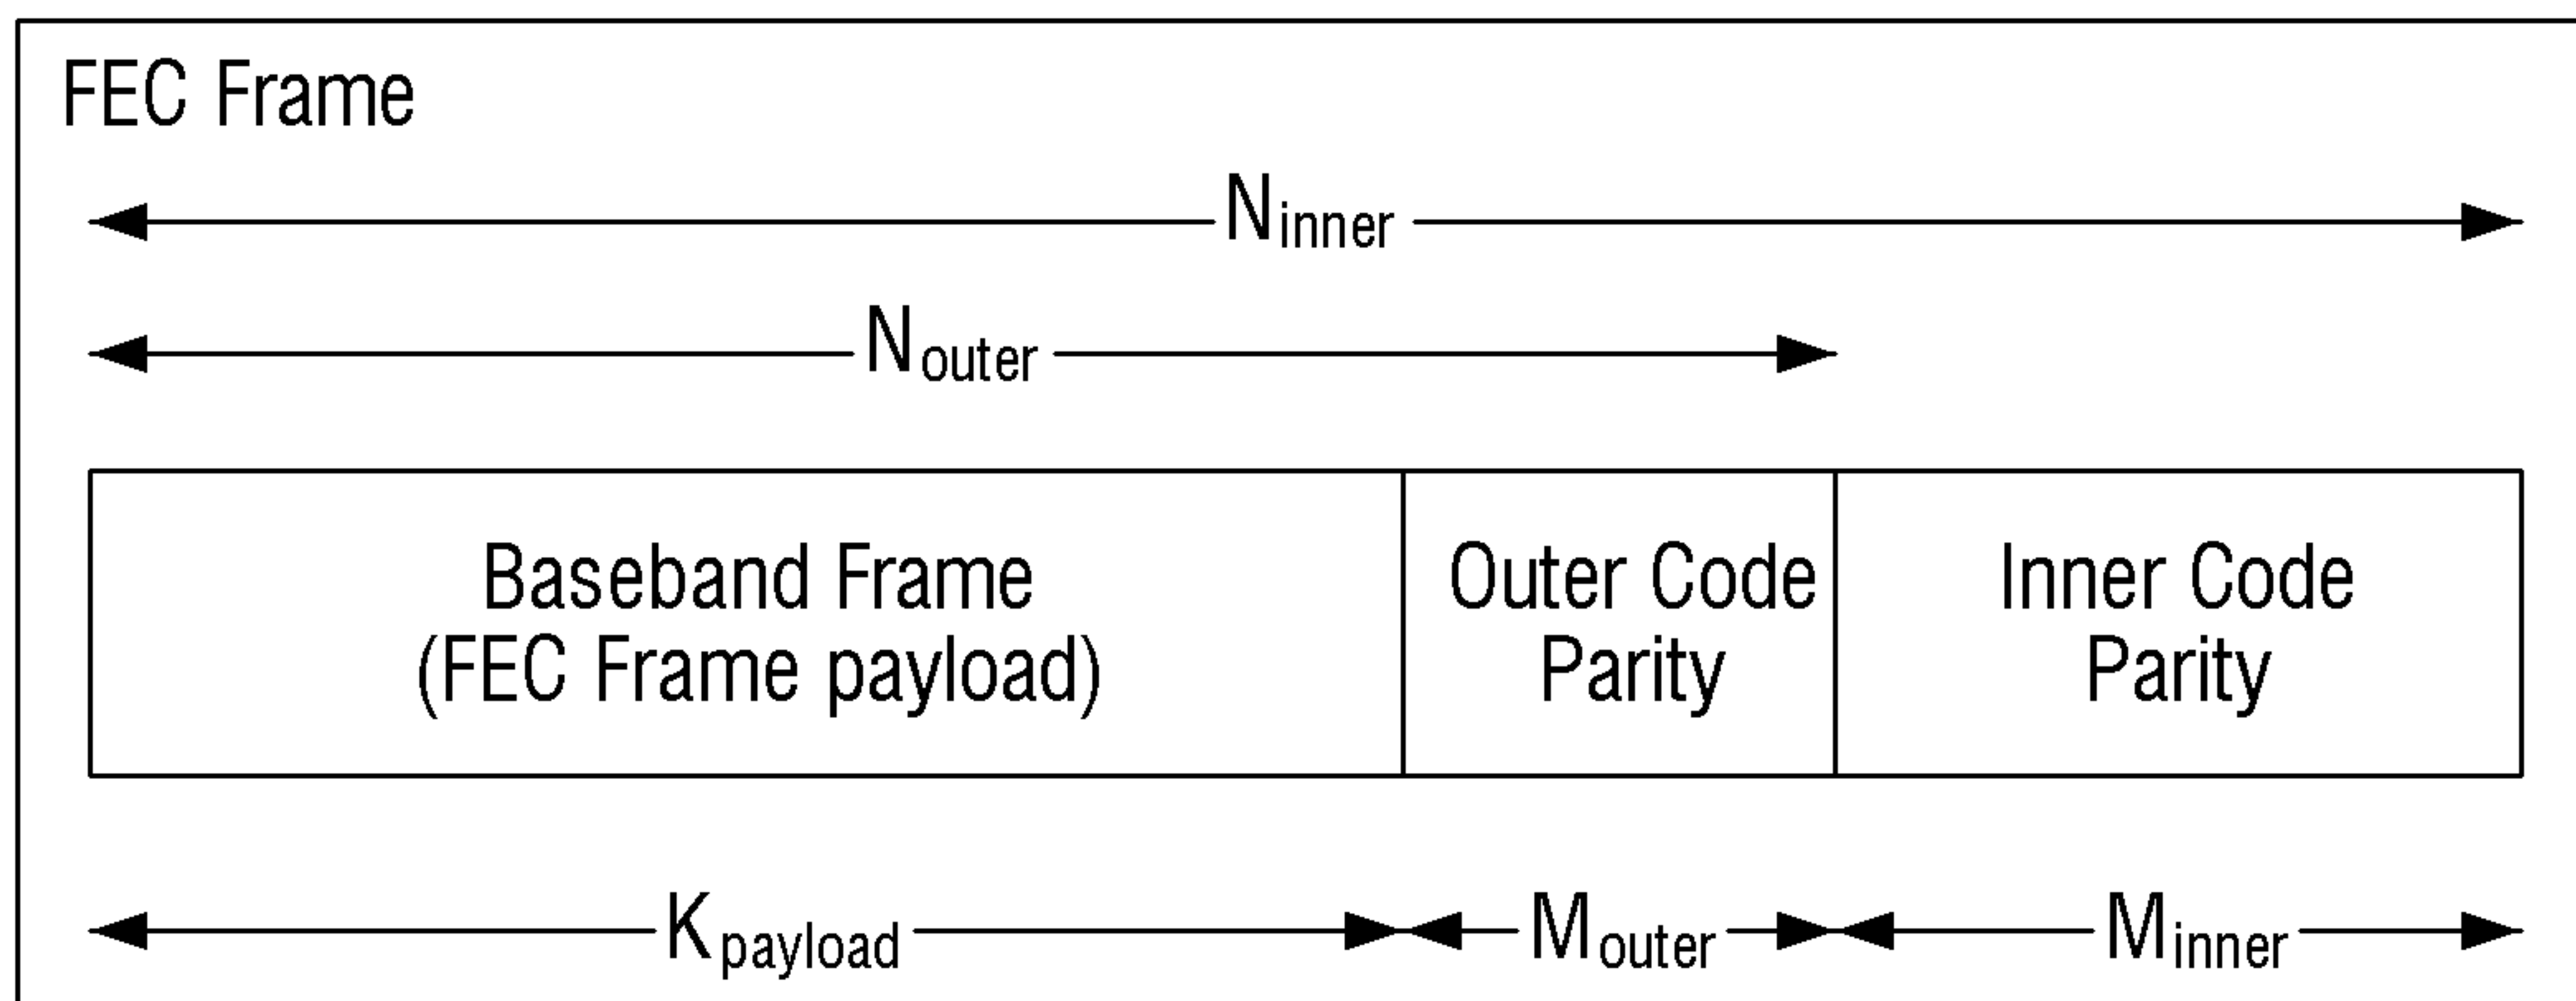 FEC Frame
Ninner
Nouter
Baseband Frame
(FEC Frame payload)
Outer Code
Parity
Inner Code
Parity
Kpayload
Mouter
Minner